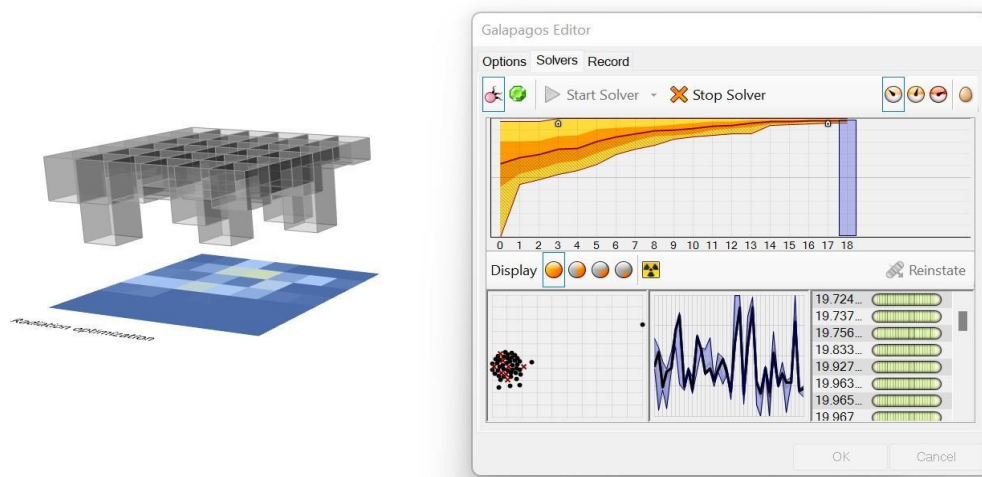 Galapagos Editor
Options Solvers Record
Start Solver Stop Solver
0 1 2 3 4 5 6 7 8 9 10 11 12 13 14 15 16 17 18
Display Reinstate
19.724...
19.737...
19.756...
19.833...
19.927...
19.963...
19.965...
19.967
OK Cancel
Radiation optimization